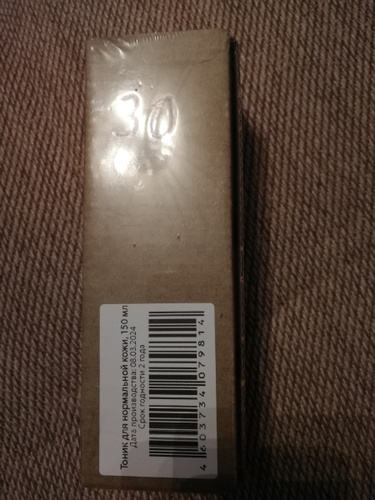 30
Тоник для нормальной кожи, 150 мл
Дата производства: 08.03.2024
Срок годности 2 года
4 603734 079814